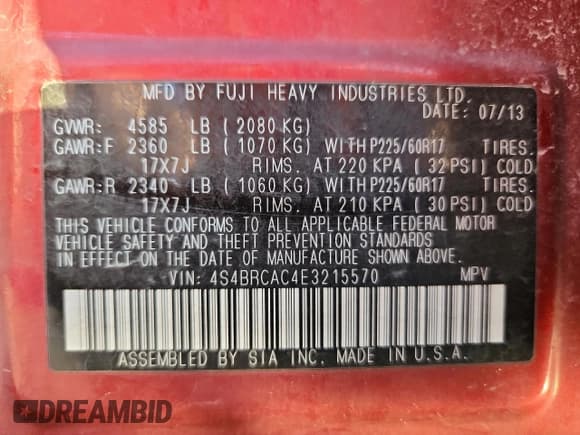 MFD BY FUJI HEAVY INDUSTRIES LTD.
DATE: 07/13
GVWR: 4585 LB ( 2080 KG)
GAWR:F 2360 LB ( 1070 KG) WITH P225/60R17 TIRES.
17X7J RIMS. AT 220 KPA ( 32 PSI) COLD
GAWR:R 2340 LB ( 1060 KG) WITH P225/60R17 TIRES.
17X7J RIMS. AT 210 KPA ( 30 PSI) COLD
THIS VEHICLE CONFORMS TO ALL APPLICABLE FEDERAL MOTOR
VEHICLE SAFETY AND THEFT PREVENTION STANDARDS
IN EFFECT ON THE DATE OF MANUFACTURE SHOWN ABOVE.
VIN: 4S4BRCAC4E3215570 MPV
ASSEMBLED BY SIA INC. MADE IN U.S.A.
DREAMBID